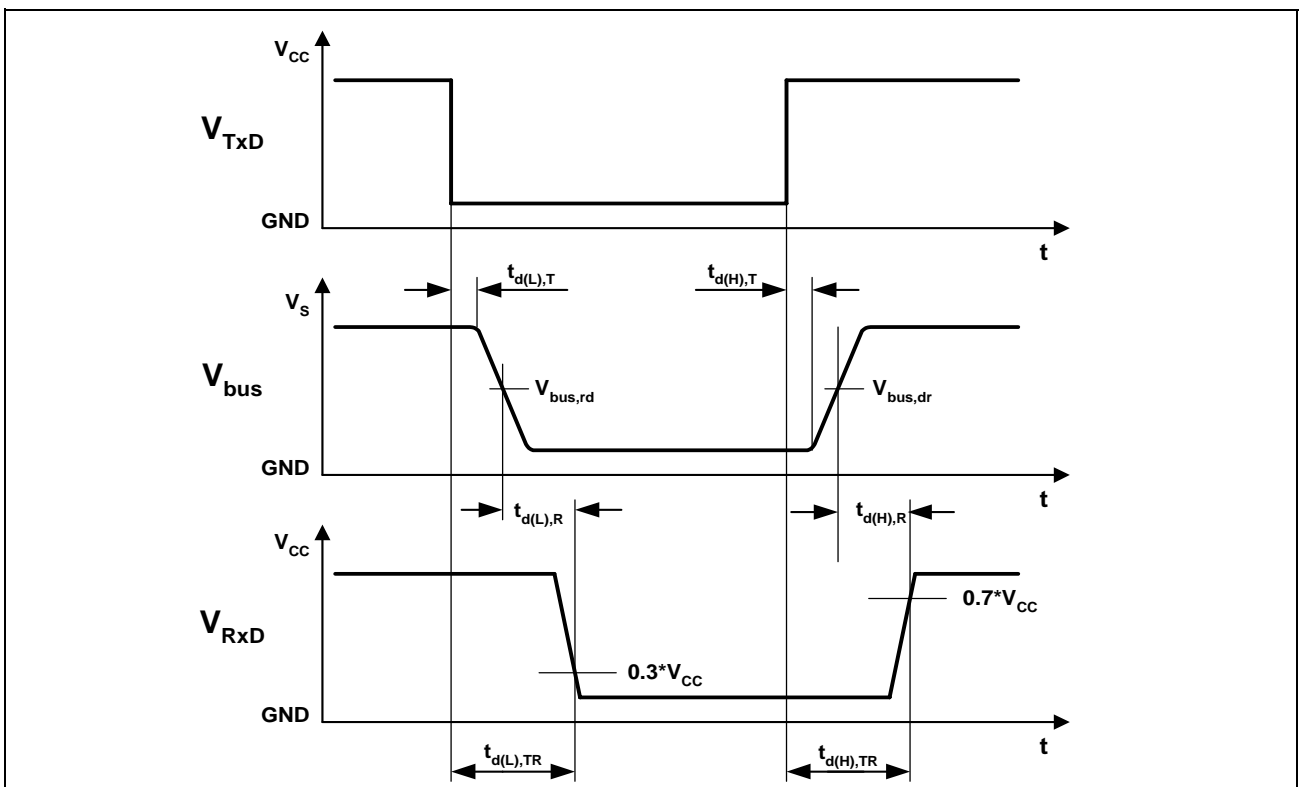 V_CC
V_TxD
GND
t
t_d(L),T
t_d(H),T
V_S
V_bus
V_bus,rd
V_bus,dr
GND
t
t_d(L),R
t_d(H),R
V_CC
0.7*V_CC
V_RxD
0.3*V_CC
GND
t
t_d(L),TR
t_d(H),TR